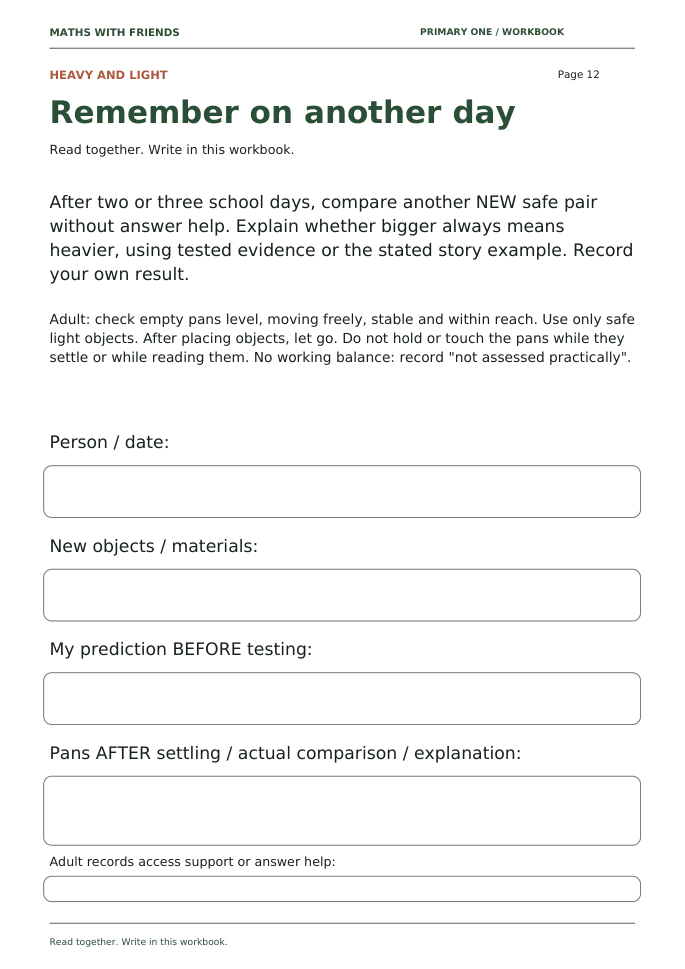 MATHS WITH FRIENDS
PRIMARY ONE / WORKBOOK
HEAVY AND LIGHT
Page 12
Remember on another day
Read together. Write in this workbook.
After two or three school days, compare another NEW safe pair
without answer help. Explain whether bigger always means
heavier, using tested evidence or the stated story example. Record
your own result.
Adult: check empty pans level, moving freely, stable and within reach. Use only safe
light objects. After placing objects, let go. Do not hold or touch the pans while they
settle or while reading them. No working balance: record "not assessed practically".
Person / date:
New objects / materials:
My prediction BEFORE testing:
Pans AFTER settling / actual comparison / explanation:
Adult records access support or answer help:
Read together. Write in this workbook.